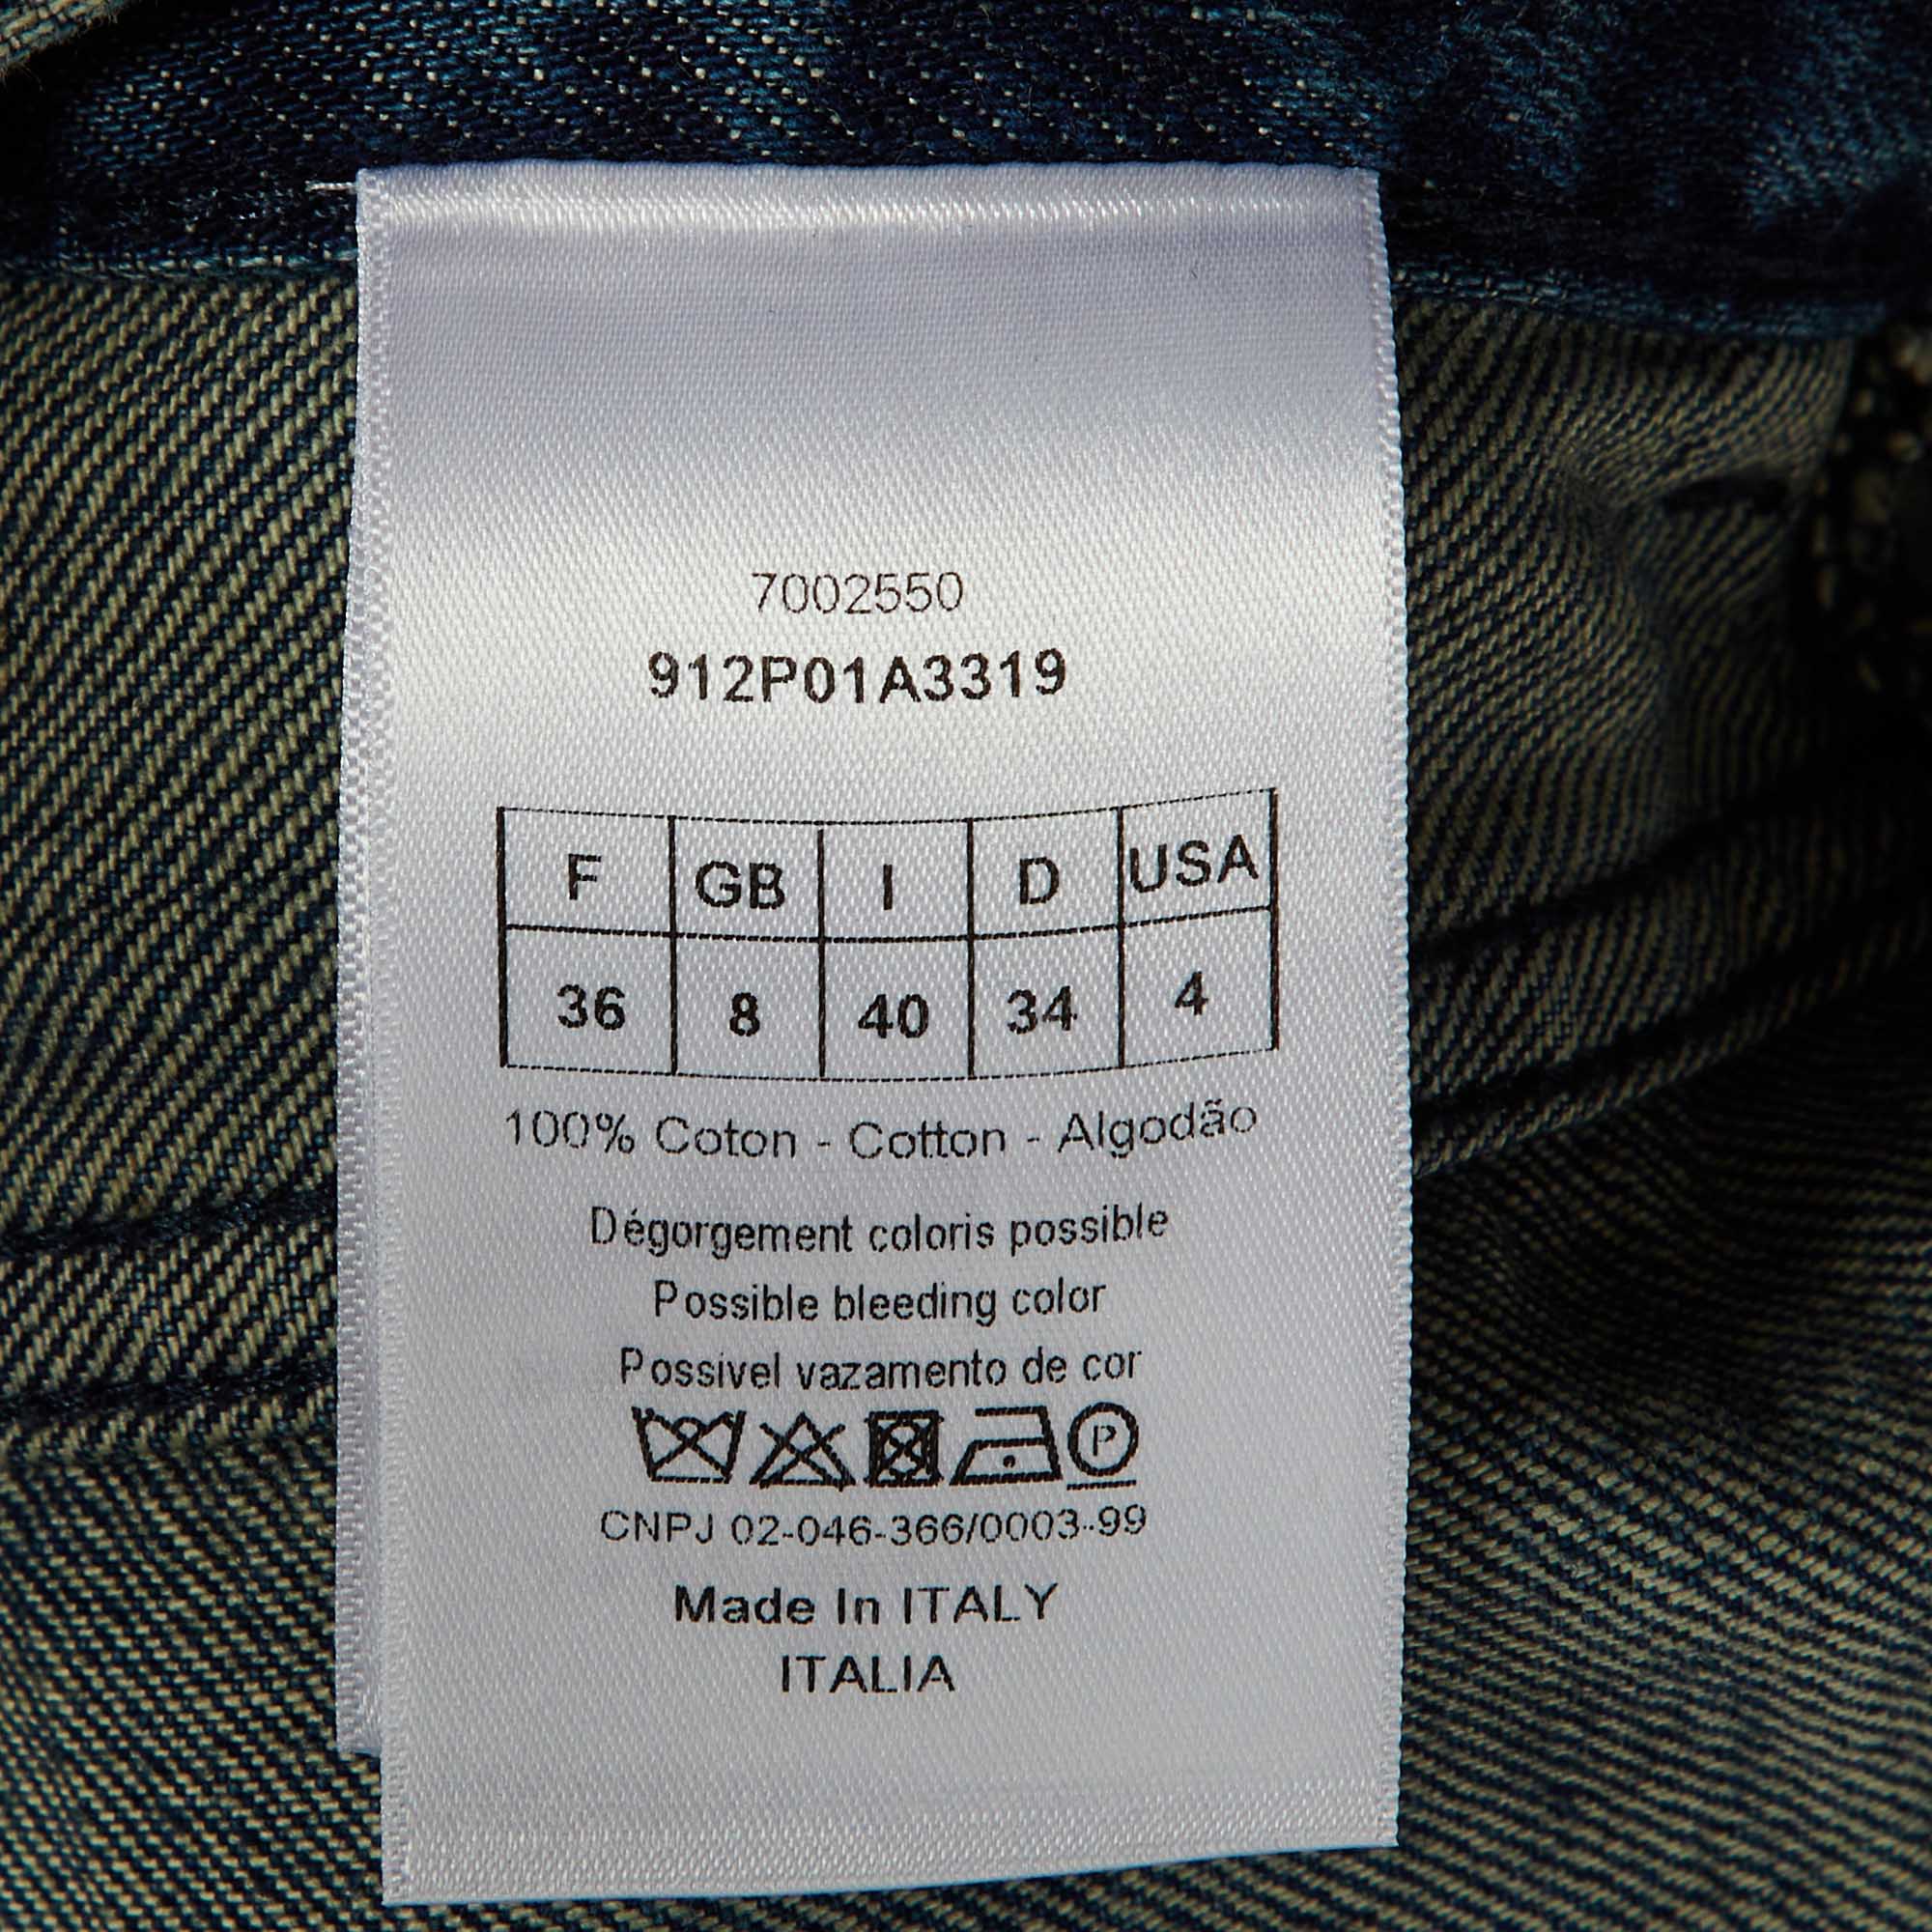 7002550
912P01A3319
F GB I D USA
36 8 40 34 4
100% Coton - Cotton - Algodão
Dégorgement coloris possible
Possible bleeding color
Possivel vazamento de cor
P
CNPJ 02-046-366/0003-99
Made In ITALY
ITALIA